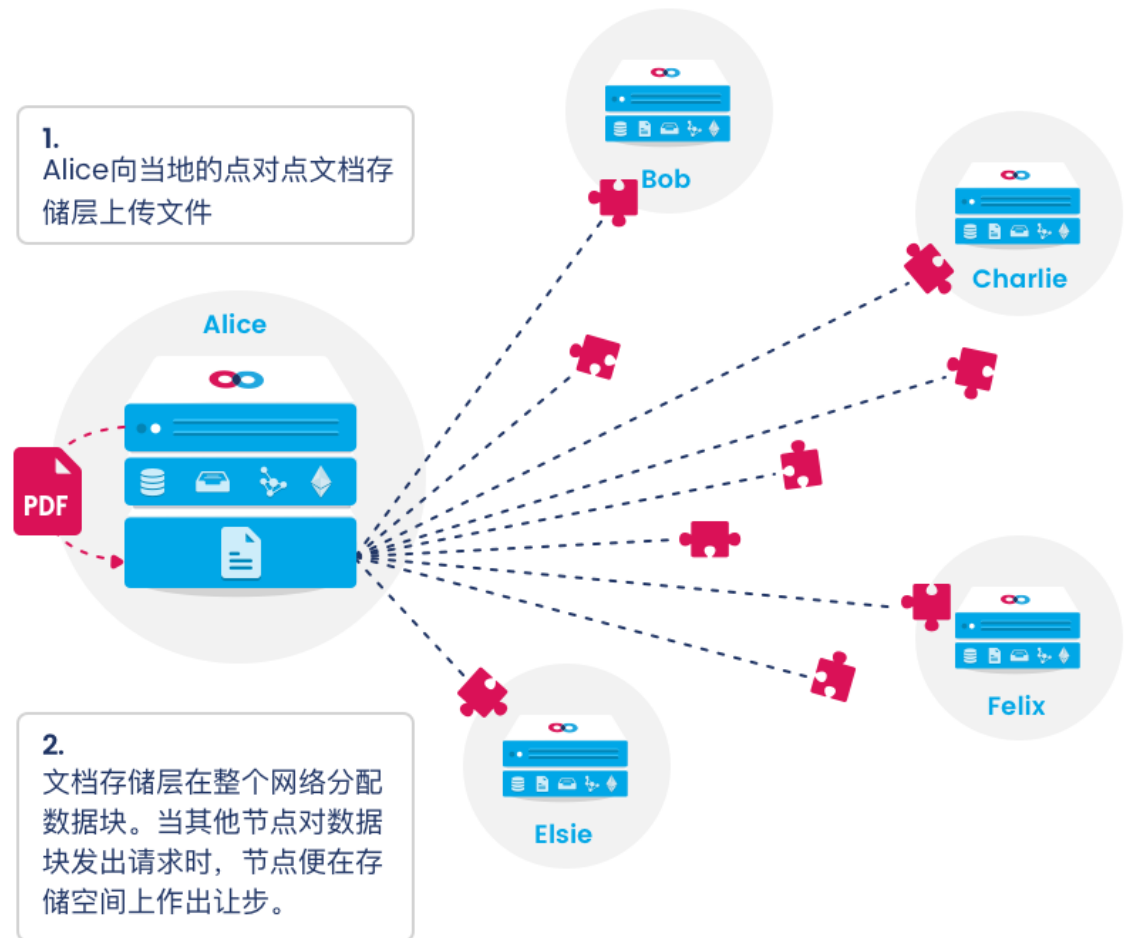 1.
Alice向当地的点对点文档存
储层上传文件
Bob
Charlie
Alice
PDF
Felix
Elsie
2.
文档存储层在整个网络分配
数据块。当其他节点对数据
块发出请求时，节点便在存
储空间上作出让步。